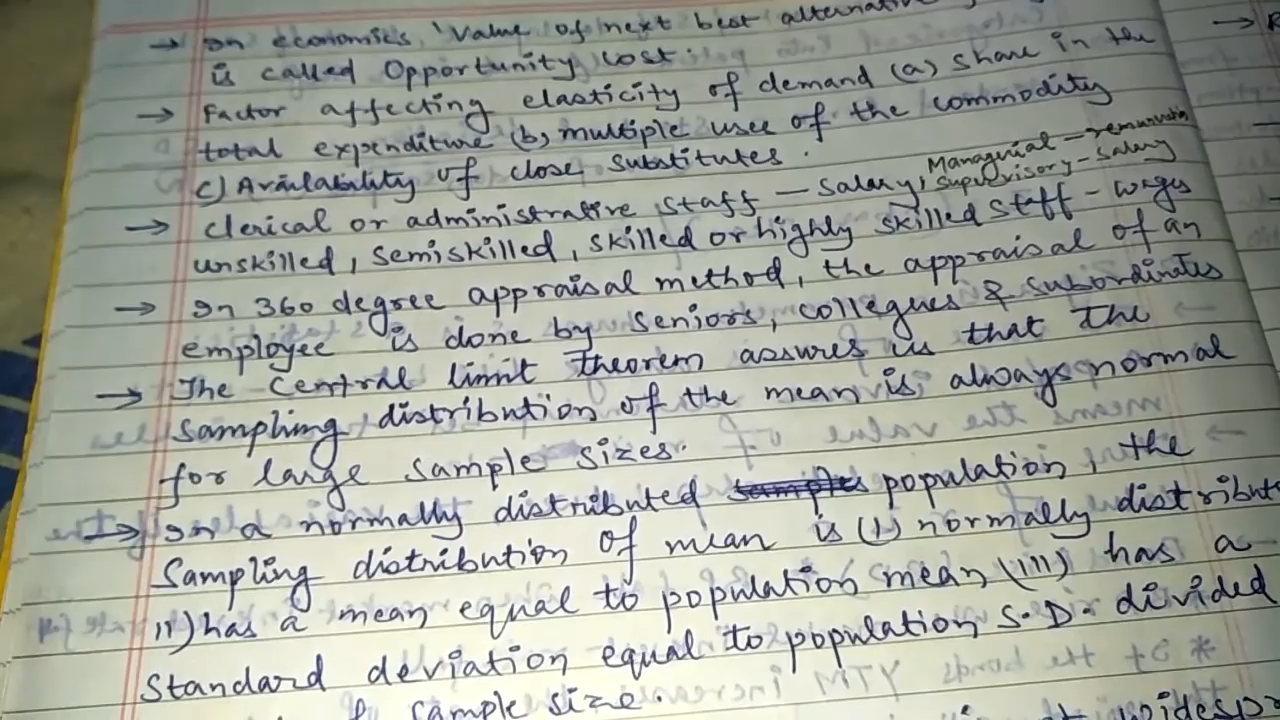 → In economics, value of next best alternative
is called Opportunity cost.
→ Factor affecting elasticity of demand (a) share in the
total expenditure (b) multiple uses of the commodity
c) Availability of close substitutes.
Managerial - remuneration
→ clerical or administrative staff — Salary, Supervisory - Salary
unskilled, semiskilled, skilled or highly skilled staff - wages
→ In 360 degree appraisal method, the appraisal of an
employee is done by seniors, collegues & subordinates
→ The Central limit theorem assures is that the
sampling distribution of the mean is always normal
for large sample sizes.
→ In a normally distributed population, the
Sampling distribution of mean is (i) normally distribute
ii) has a mean equal to population mean (iii) has a
Standard deviation equal to population S.D. divided
sample size.